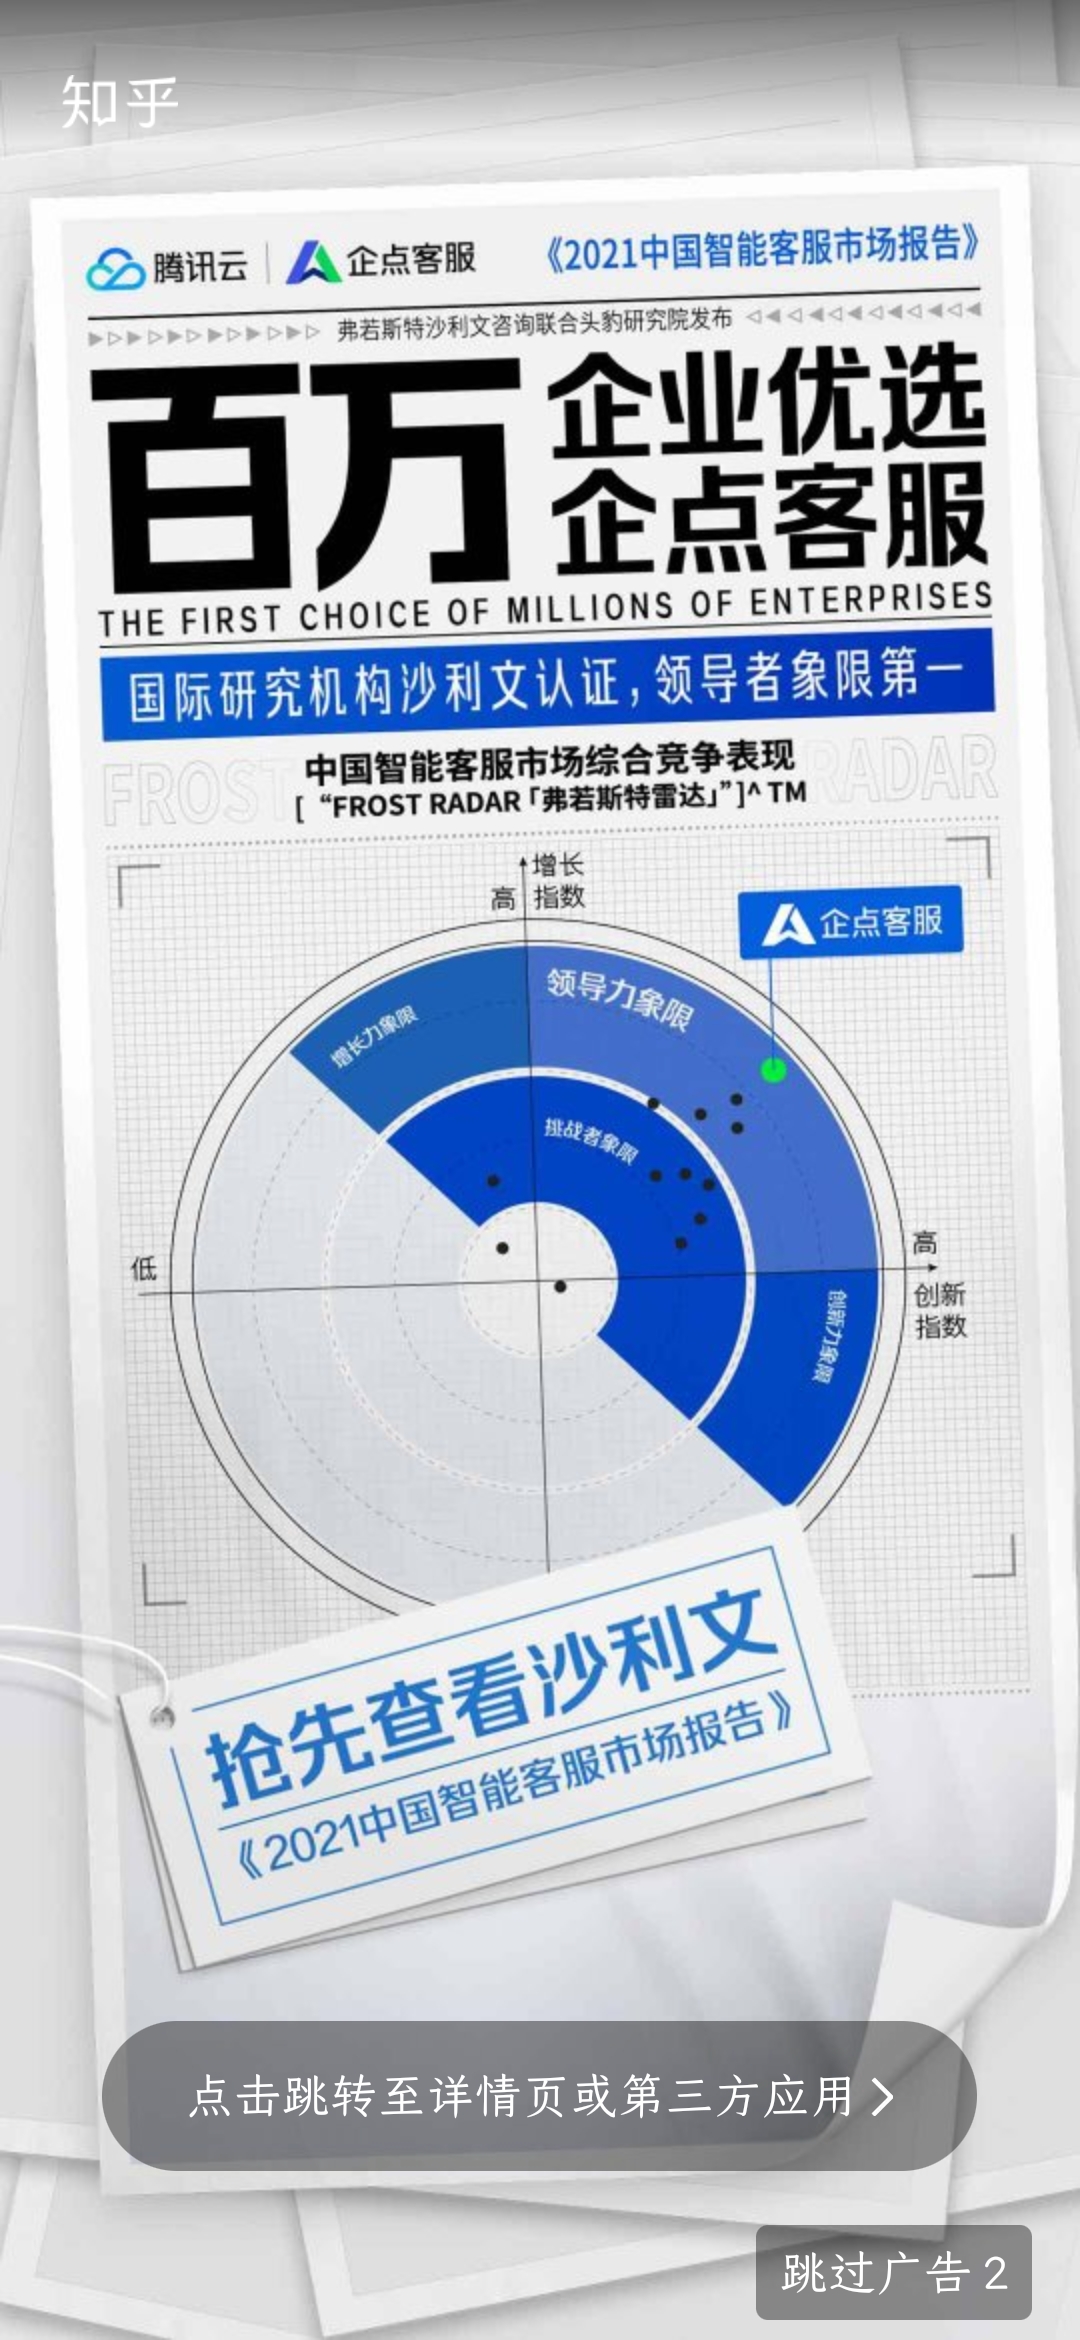 知乎
腾讯云 企点客服 《2021中国智能客服市场报告》
弗若斯特沙利文咨询联合头豹研究院发布
百万 企业优选
企点客服
THE FIRST CHOICE OF MILLIONS OF ENTERPRISES
国际研究机构沙利文认证，领导者象限第一
FROST RADAR
中国智能客服市场综合竞争表现
[ “FROST RADAR「弗若斯特雷达」”]^ TM
增长
高 指数
企点客服
领导力象限
增长力象限
挑战者象限
低
高
创新
指数
创新力象限
抢先查看沙利文
《2021中国智能客服市场报告》
点击跳转至详情页或第三方应用
跳过广告 2